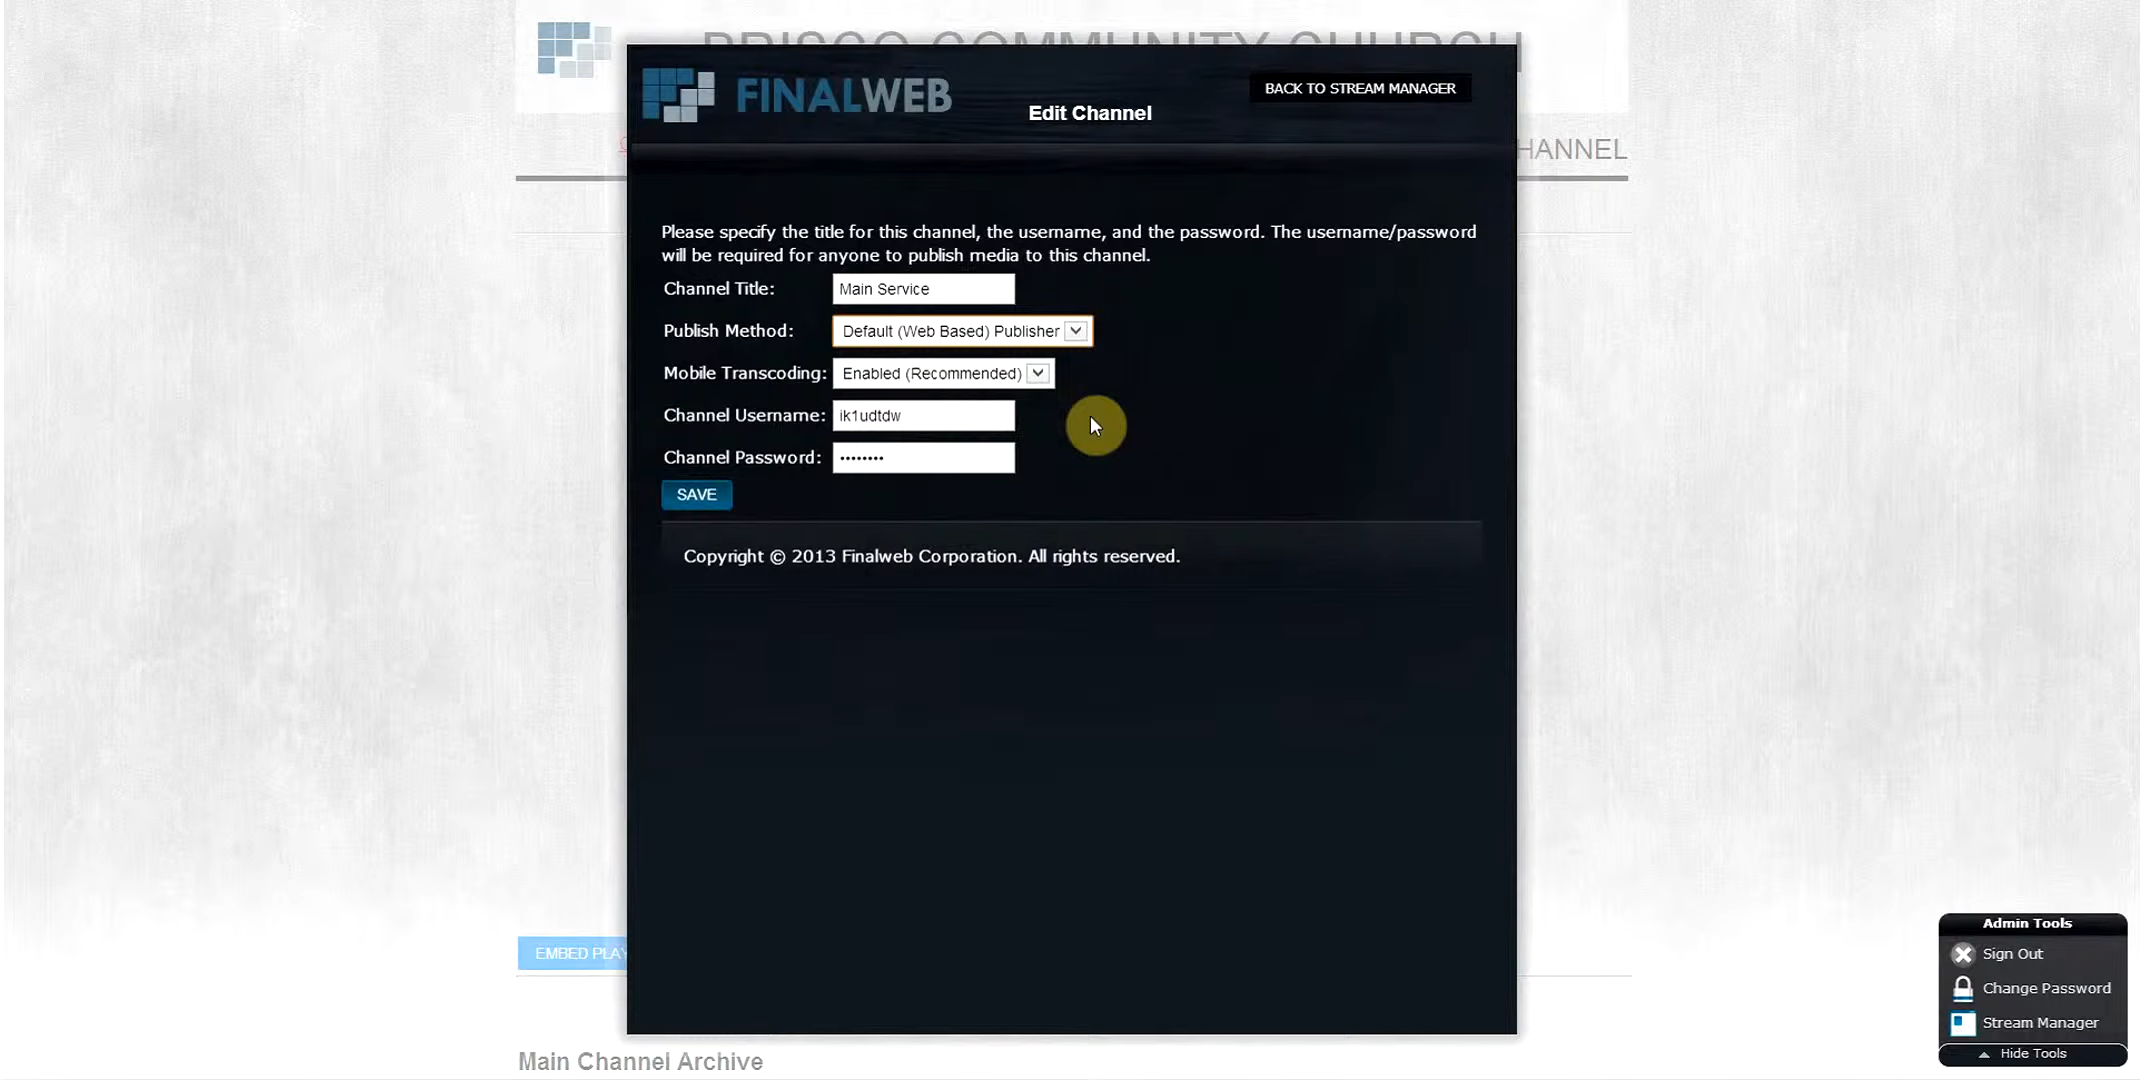 PRISCO COMMUNITY CHURCH
FINALWEB
Edit Channel
BACK TO STREAM MANAGER
HANNEL
Please specify the title for this channel, the username, and the password. The username/password
will be required for anyone to publish media to this channel.
Channel Title: Main Service
Publish Method: Default (Web Based) Publisher
Mobile Transcoding: Enabled (Recommended)
Channel Username: ik1udtdw
Channel Password: ••••••••
SAVE
Copyright © 2013 Finalweb Corporation. All rights reserved.
EMBED PLAY
Main Channel Archive
Admin Tools
Sign Out
Change Password
Stream Manager
Hide Tools